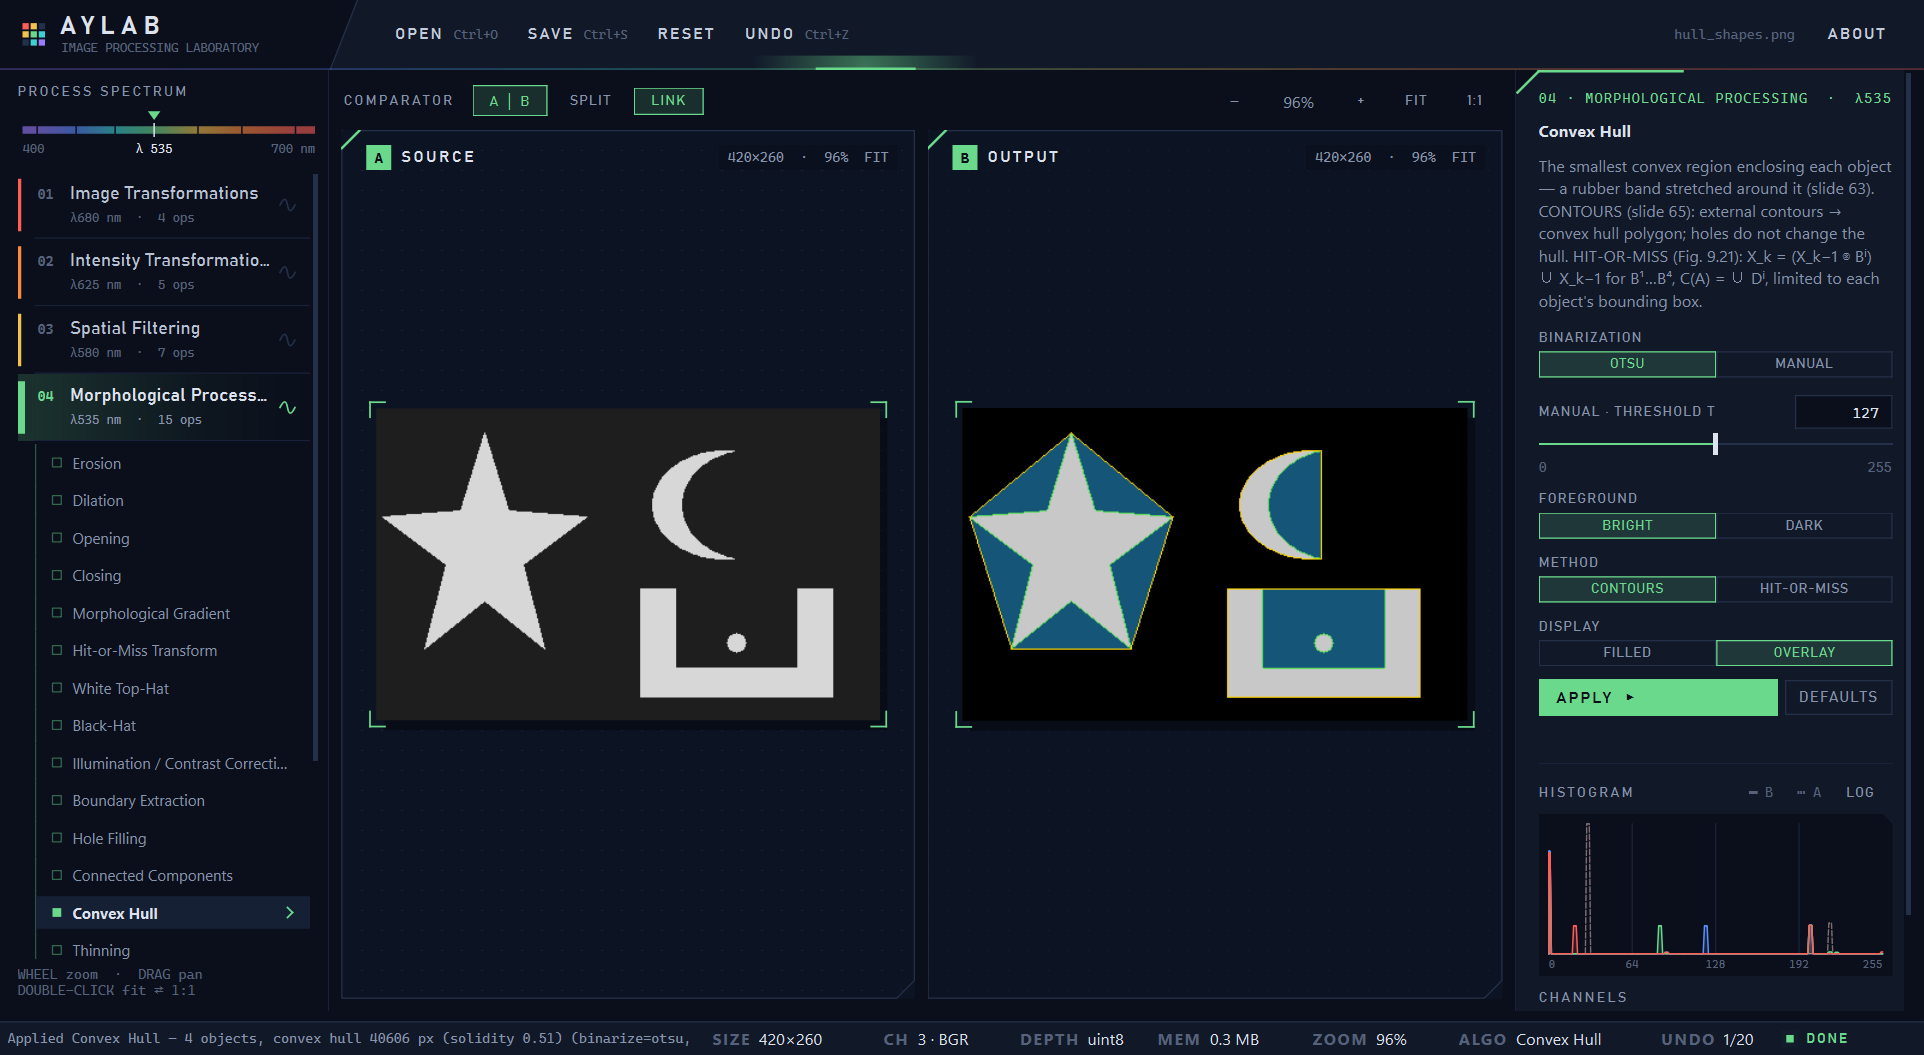 AYLAB
IMAGE PROCESSING LABORATORY
OPEN Ctrl+O SAVE Ctrl+S RESET UNDO Ctrl+Z
hull_shapes.png ABOUT
PROCESS SPECTRUM
400 λ 535 700 nm
01 Image Transformations
λ680 nm · 4 ops
02 Intensity Transformatio…
λ625 nm · 5 ops
03 Spatial Filtering
λ580 nm · 7 ops
04 Morphological Process…
λ535 nm · 15 ops
Erosion
Dilation
Opening
Closing
Morphological Gradient
Hit-or-Miss Transform
White Top-Hat
Black-Hat
Illumination / Contrast Correcti…
Boundary Extraction
Hole Filling
Connected Components
Convex Hull
Thinning
WHEEL zoom · DRAG pan
DOUBLE-CLICK fit ⇄ 1:1
COMPARATOR A | B SPLIT LINK − 96% + FIT 1:1
A SOURCE 420×260 · 96% FIT
B OUTPUT 420×260 · 96% FIT
04 · MORPHOLOGICAL PROCESSING · λ535
Convex Hull
The smallest convex region enclosing each object
— a rubber band stretched around it (slide 63).
CONTOURS (slide 65): external contours →
convex hull polygon; holes do not change the
hull. HIT-OR-MISS (Fig. 9.21): X_k = (X_k−1 ⊛ Bⁱ)
∪ X_k−1 for B¹…B⁴, C(A) = ∪ Dⁱ, limited to each
object's bounding box.
BINARIZATION
OTSU MANUAL
MANUAL · THRESHOLD T 127
0 255
FOREGROUND
BRIGHT DARK
METHOD
CONTOURS HIT-OR-MISS
DISPLAY
FILLED OVERLAY
APPLY ▸ DEFAULTS
HISTOGRAM B A LOG
0 64 128 192 255
CHANNELS
Applied Convex Hull — 4 objects, convex hull 40606 px (solidity 0.51) (binarize=otsu, SIZE 420×260 CH 3 · BGR DEPTH uint8 MEM 0.3 MB ZOOM 96% ALGO Convex Hull UNDO 1/20 DONE